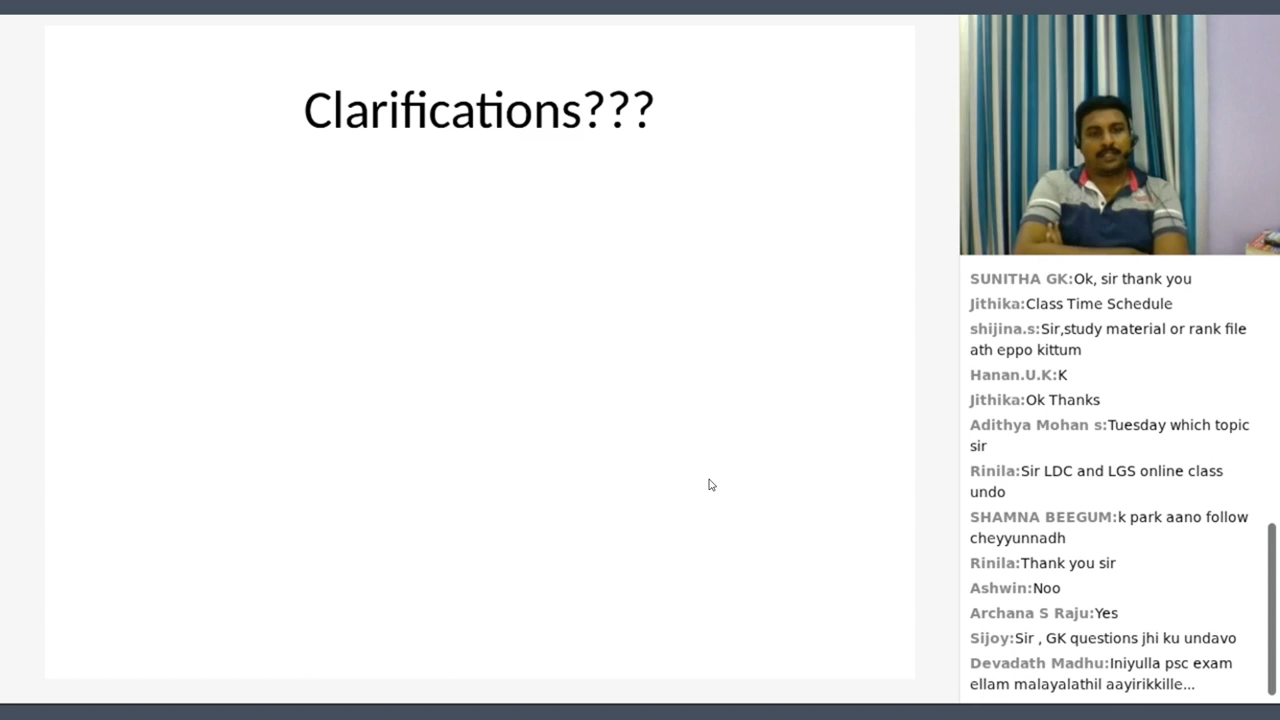 Clarifications???
SUNITHA GK:Ok, sir thank you
Jithika:Class Time Schedule
shijina.s:Sir,study material or rank file
ath eppo kittum
Hanan.U.K:K
Jithika:Ok Thanks
Adithya Mohan s:Tuesday which topic
sir
Rinila:Sir LDC and LGS online class
undo
SHAMNA BEEGUM:k park aano follow
cheyyunnadh
Rinila:Thank you sir
Ashwin:Noo
Archana S Raju:Yes
Sijoy:Sir , GK questions jhi ku undavo
Devadath Madhu:Iniyulla psc exam
ellam malayalathil aayirikkille...